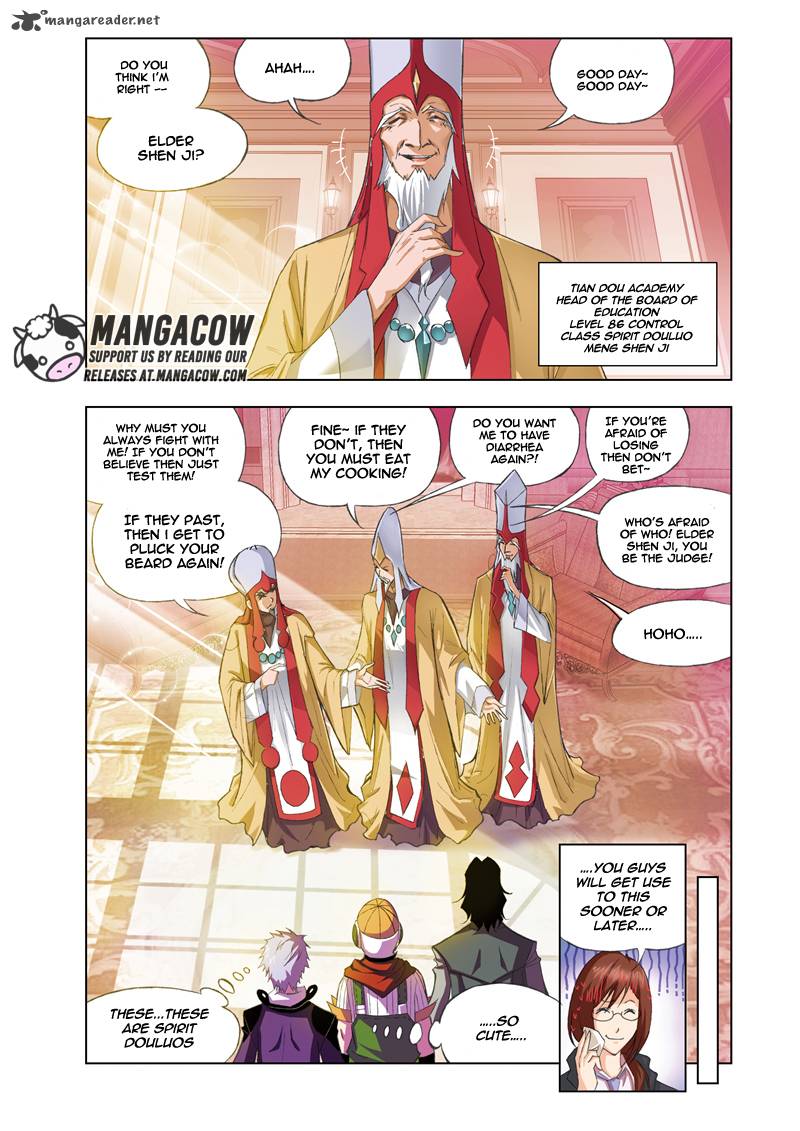 mangareader.net
DO YOU
THINK I'M
RIGHT --
ELDER
SHEN JI?
AHAH....
GOOD DAY~
GOOD DAY~
TIAN DOU ACADEMY
HEAD OF THE BOARD OF
EDUCATION
LEVEL 86 CONTROL
CLASS SPIRIT DOULUO
MENG SHEN JI
MANGACOW
SUPPORT US BY READING OUR
RELEASES AT.MANGACOW.COM
WHY MUST YOU
ALWAYS FIGHT WITH
ME! IF YOU DON'T
BELIEVE THEN JUST
TEST THEM!
IF THEY PAST,
THEN I GET TO
PLUCK YOUR
BEARD AGAIN!
FINE~ IF THEY
DON'T, THEN
YOU MUST EAT
MY COOKING!
DO YOU WANT
ME TO HAVE
DIARRHEA
AGAIN?!
IF YOU'RE
AFRAID OF
LOSING
THEN DON'T
BET~
WHO'S AFRAID
OF WHO! ELDER
SHEN JI, YOU
BE THE JUDGE!
HOHO.....
....YOU GUYS
WILL GET USE
TO THIS
SOONER OR
LATER.....
THESE...THESE
ARE SPIRIT
DOULUOS
.....SO
CUTE.....